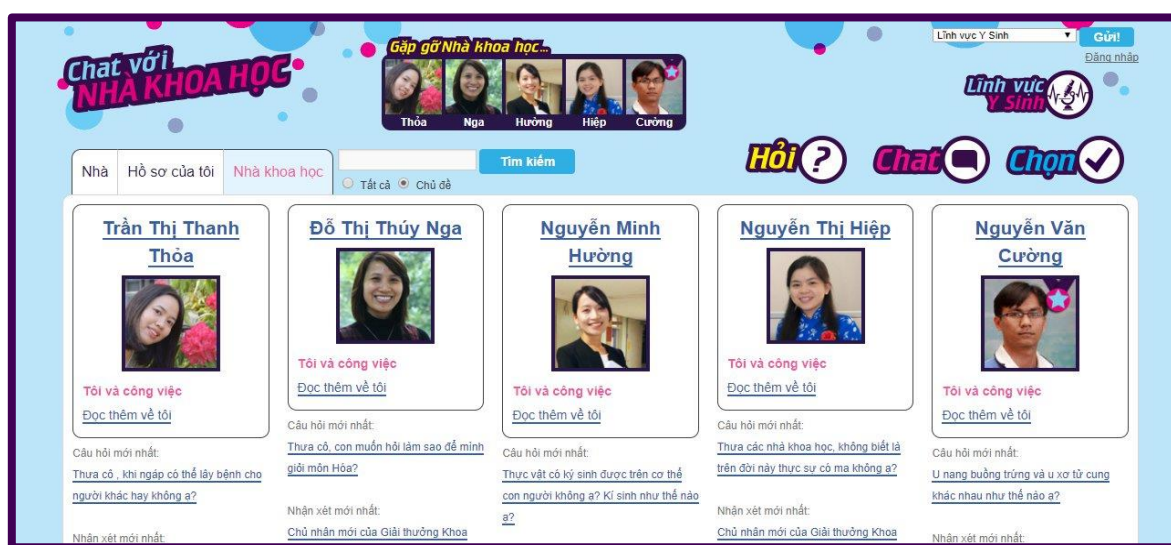 Chat với
NHÀ KHOA HỌC
Gặp gỡ Nhà khoa học...
Thỏa Nga Hường Hiệp Cường
Lĩnh vực Y Sinh
Gửi!
Đăng nhập
Lĩnh vực
Y Sinh
Hỏi ? Chat Chọn
Nhà Hồ sơ của tôi Nhà khoa học
Tìm kiếm
Tất cả Chủ đề
Trần Thị Thanh
Thỏa
Tôi và công việc
Đọc thêm về tôi
Câu hỏi mới nhất:
Thưa cô , khi ngáp có thể lây bệnh cho
người khác hay không ạ?
Nhận xét mới nhất:
Đỗ Thị Thúy Nga
Tôi và công việc
Đọc thêm về tôi
Câu hỏi mới nhất:
Thưa cô, con muốn hỏi làm sao để mình
giỏi môn Hóa?
Nhận xét mới nhất:
Chủ nhân mới của Giải thưởng Khoa
Nguyễn Minh
Hường
Tôi và công việc
Đọc thêm về tôi
Câu hỏi mới nhất:
Thực vật có ký sinh được trên cơ thể
con người không ạ? Kí sinh như thế nào
ạ?
Nguyễn Thị Hiệp
Tôi và công việc
Đọc thêm về tôi
Câu hỏi mới nhất:
Thưa các nhà khoa học, không biết là
trên đời này thực sự có ma không ạ?
Nhận xét mới nhất:
Chủ nhân mới của Giải thưởng Khoa
Nguyễn Văn
Cường
Tôi và công việc
Đọc thêm về tôi
Câu hỏi mới nhất:
U nang buồng trứng và u xơ tử cung
khác nhau như thế nào ạ?
Nhận xét mới nhất: